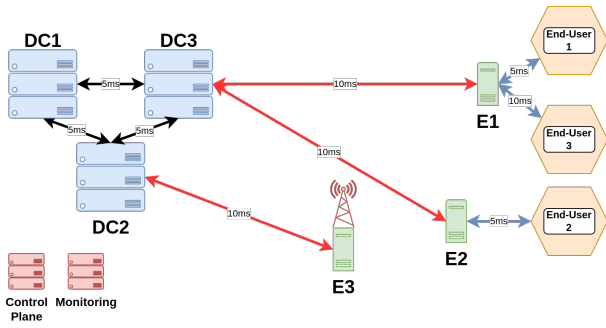 DC1
DC3
End-User
1
5ms
5ms
10ms
10ms
E1
5ms
5ms
End-User
3
10ms
End-User
2
5ms
10ms
DC2
E2
E3
Control
Plane
Monitoring